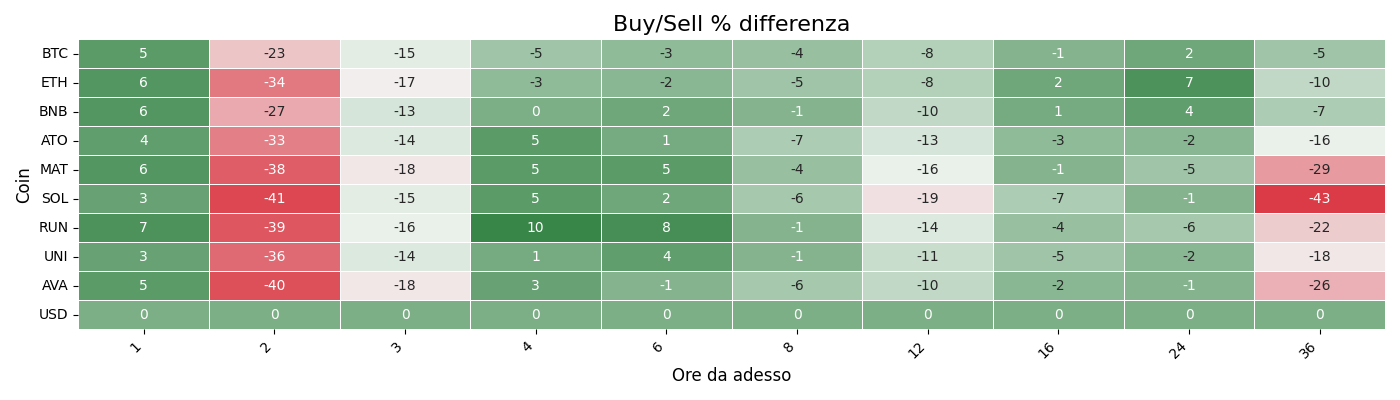 Buy/Sell % differenza
Coin
BTC 5 -23 -15 -5 -3 -4 -8 -1 2 -5
ETH 6 -34 -17 -3 -2 -5 -8 2 7 -10
BNB 6 -27 -13 0 2 -1 -10 1 4 -7
ATO 4 -33 -14 5 1 -7 -13 -3 -2 -16
MAT 6 -38 -18 5 5 -4 -16 -1 -5 -29
SOL 3 -41 -15 5 2 -6 -19 -7 -1 -43
RUN 7 -39 -16 10 8 -1 -14 -4 -6 -22
UNI 3 -36 -14 1 4 -1 -11 -5 -2 -18
AVA 5 -40 -18 3 -1 -6 -10 -2 -1 -26
USD 0 0 0 0 0 0 0 0 0 0
1 2 3 4 6 8 12 16 24 36
Ore da adesso